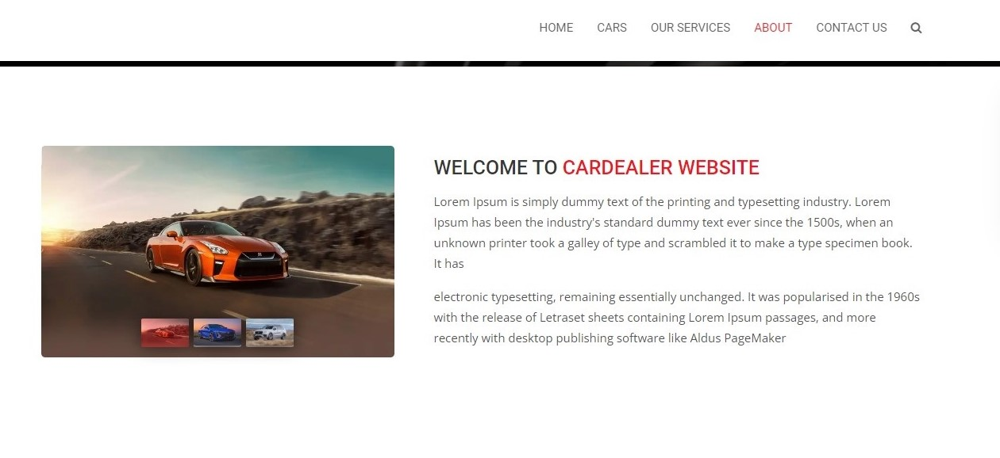 HOME CARS OUR SERVICES ABOUT CONTACT US
WELCOME TO CARDEALER WEBSITE
Lorem Ipsum is simply dummy text of the printing and typesetting industry. Lorem
Ipsum has been the industry's standard dummy text ever since the 1500s, when an
unknown printer took a galley of type and scrambled it to make a type specimen book.
It has
electronic typesetting, remaining essentially unchanged. It was popularised in the 1960s
with the release of Letraset sheets containing Lorem Ipsum passages, and more
recently with desktop publishing software like Aldus PageMaker